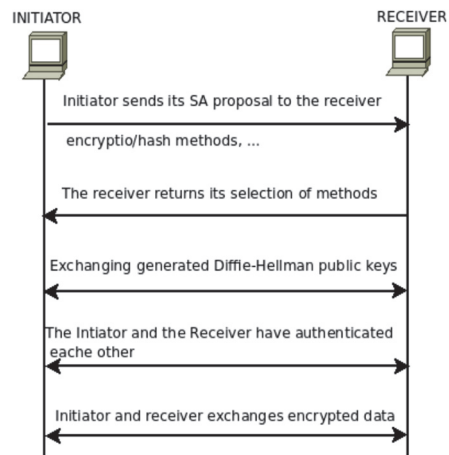 INITIATOR
RECEIVER
Initiator sends its SA proposal to the receiver
encryptio/hash methods, ...
The receiver returns its selection of methods
Exchanging generated Diffie-Hellman public keys
The Intiator and the Receiver have authenticated
eache other
Initiator and receiver exchanges encrypted data